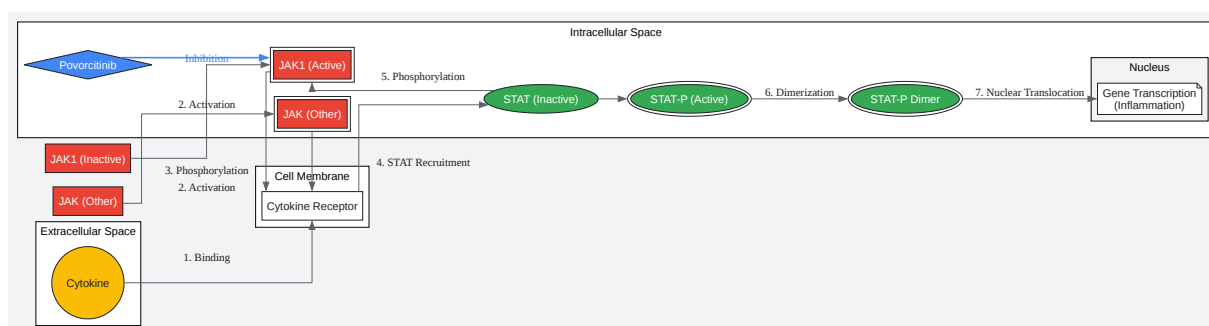 Intracellular Space
Povorcitinib
Inhibition
JAK1 (Active)
5. Phosphorylation
Nucleus
2. Activation
JAK (Other)
STAT (Inactive)
STAT-P (Active)
6. Dimerization
STAT-P Dimer
7. Nuclear Translocation
Gene Transcription
(Inflammation)
JAK1 (Inactive)
3. Phosphorylation
4. STAT Recruitment
Cell Membrane
2. Activation
JAK (Other)
Cytokine Receptor
Extracellular Space
1. Binding
Cytokine